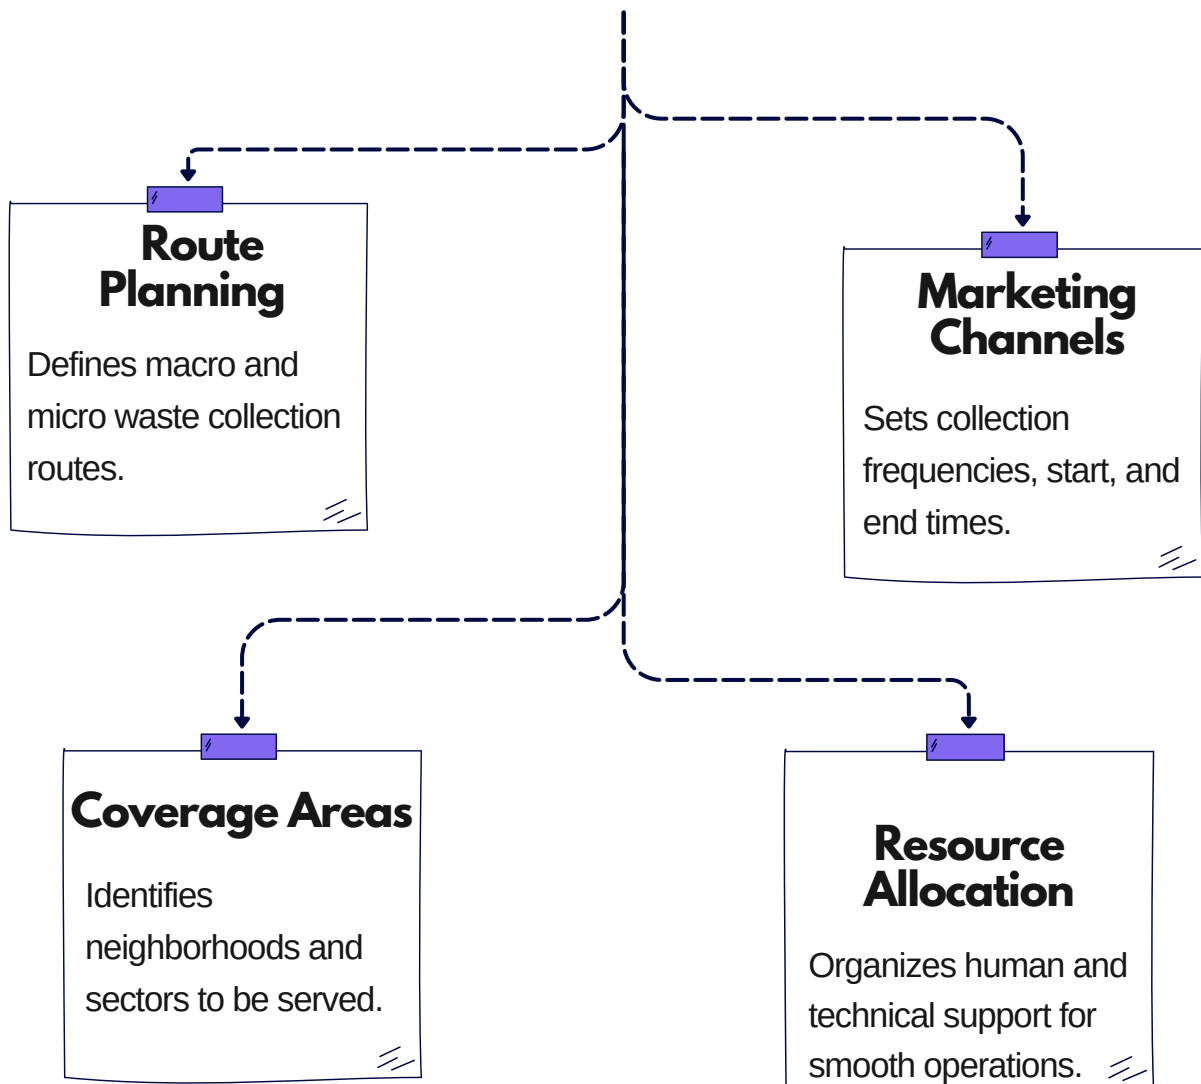 Route
Planning
Defines macro and
micro waste collection
routes.
Marketing
Channels
Sets collection
frequencies, start, and
end times.
Coverage Areas
Identifies
neighborhoods and
sectors to be served.
Resource
Allocation
Organizes human and
technical support for
smooth operations.